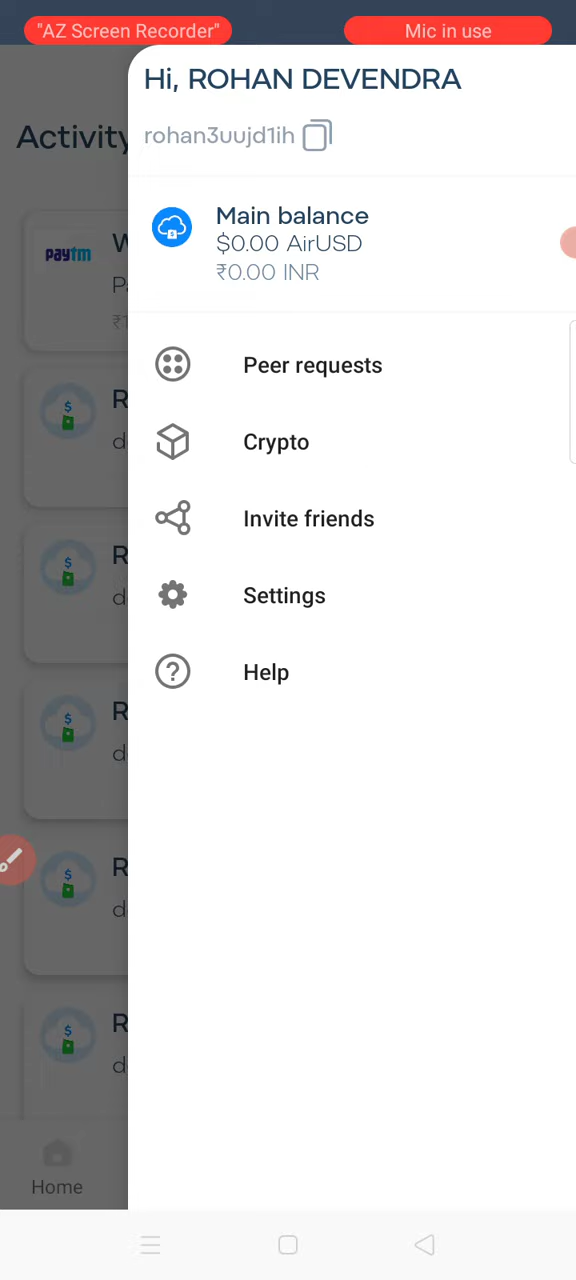 "AZ Screen Recorder"
Mic in use
Hi, ROHAN DEVENDRA
Activity
rohan3uujd1ih
Main balance
$0.00 AirUSD
₹0.00 INR
paytm
Peer requests
Crypto
Invite friends
Settings
Help
Home